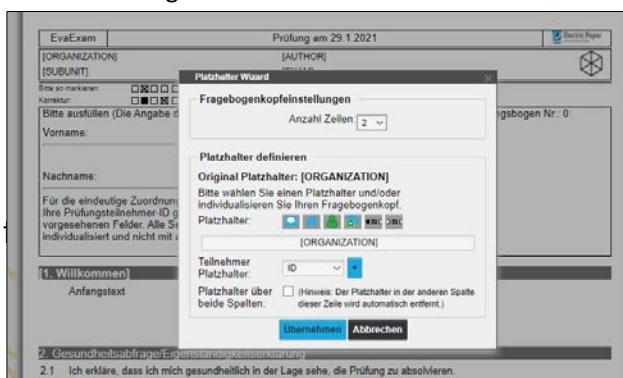 EvaExam
Prüfung am 29.1.2021
Electric Paper
[ORGANIZATION]
[AUTHOR]
[SUBUNIT]
Bitte so markieren:
Korrektur:
Bitte ausfüllen (Die Angabe d
ngsbogen Nr.: 0:
Vorname:
Nachname:
Für die eindeutige Zuordnung
Ihre Prüfungsteilnehmer-ID g
vorgesehenen Felder. Alle Se
individualisiert und nicht mit
[1. Willkommen]
Anfangstext
2. Gesundheitsabfrage/Eigenständigkeitserklärung
2.1 Ich erkläre, dass ich mich gesundheitlich in der Lage sehe, die Prüfung zu absolvieren.
Platzhalter Wizard
Fragebogenkopfeinstellungen
Anzahl Zeilen: 2
Platzhalter definieren
Original Platzhalter: [ORGANIZATION]
Bitte wählen Sie einen Platzhalter und/oder
individualisieren Sie Ihren Fragebogenkopf.
Platzhalter:
[ORGANIZATION]
Teilnehmer
Platzhalter:
ID
Platzhalter über
beide Spalten:
(Hinweis: Der Platzhalter in der anderen Spalte
dieser Zeile wird automatisch entfernt.)
Übernehmen Abbrechen